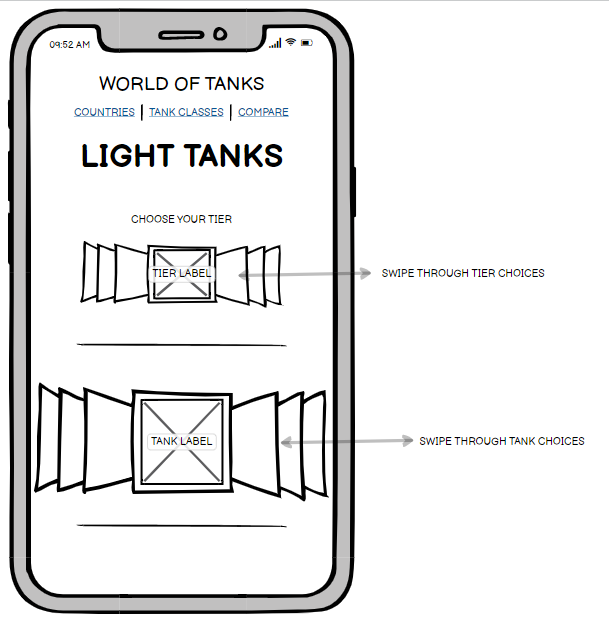 09:52 AM
WORLD OF TANKS
COUNTRIES | TANK CLASSES | COMPARE
LIGHT TANKS
CHOOSE YOUR TIER
TIER LABEL
SWIPE THROUGH TIER CHOICES
TANK LABEL
SWIPE THROUGH TANK CHOICES